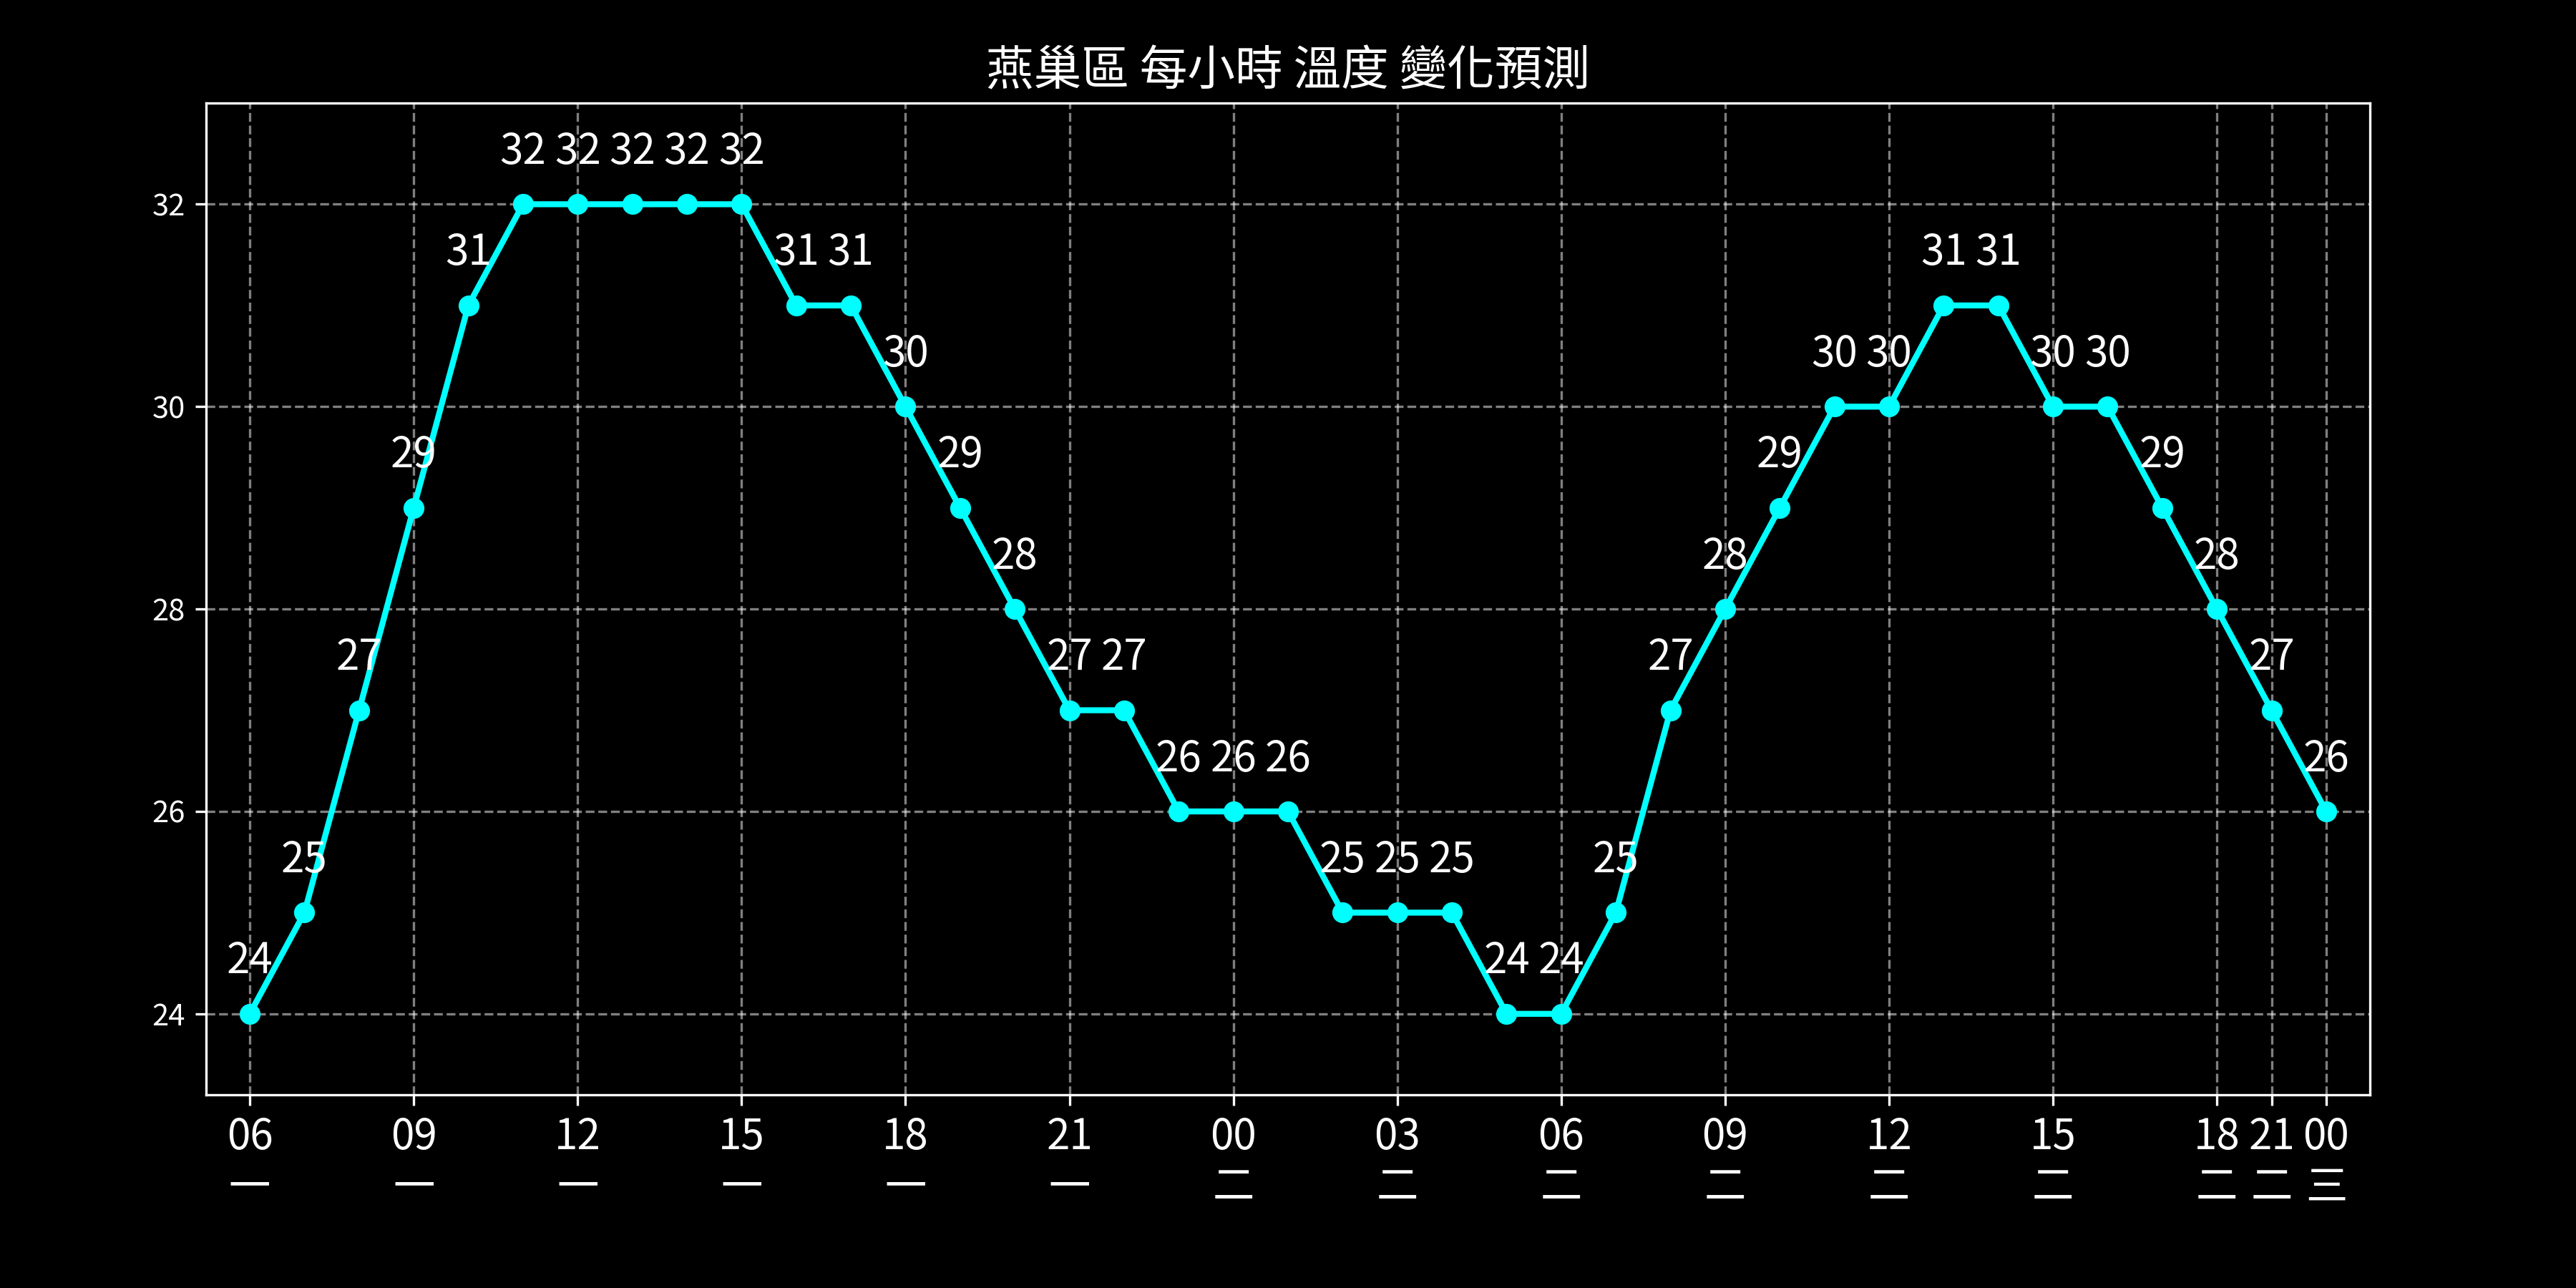 燕巢區 每小時 溫度 變化預測
32 32 32 32 32
32
31 31 31 31 31
30 30 30 30 30
30
29 29 29 29
28 28 28
28
27 27 27 27 27
26 26 26 26
26
25 25 25 25 25
24 24 24
24
06 09 12 15 18 21 00 03 06 09 12 15 18 21 00
一 一 一 一 一 一 二 二 二 二 二 二 二 二 三